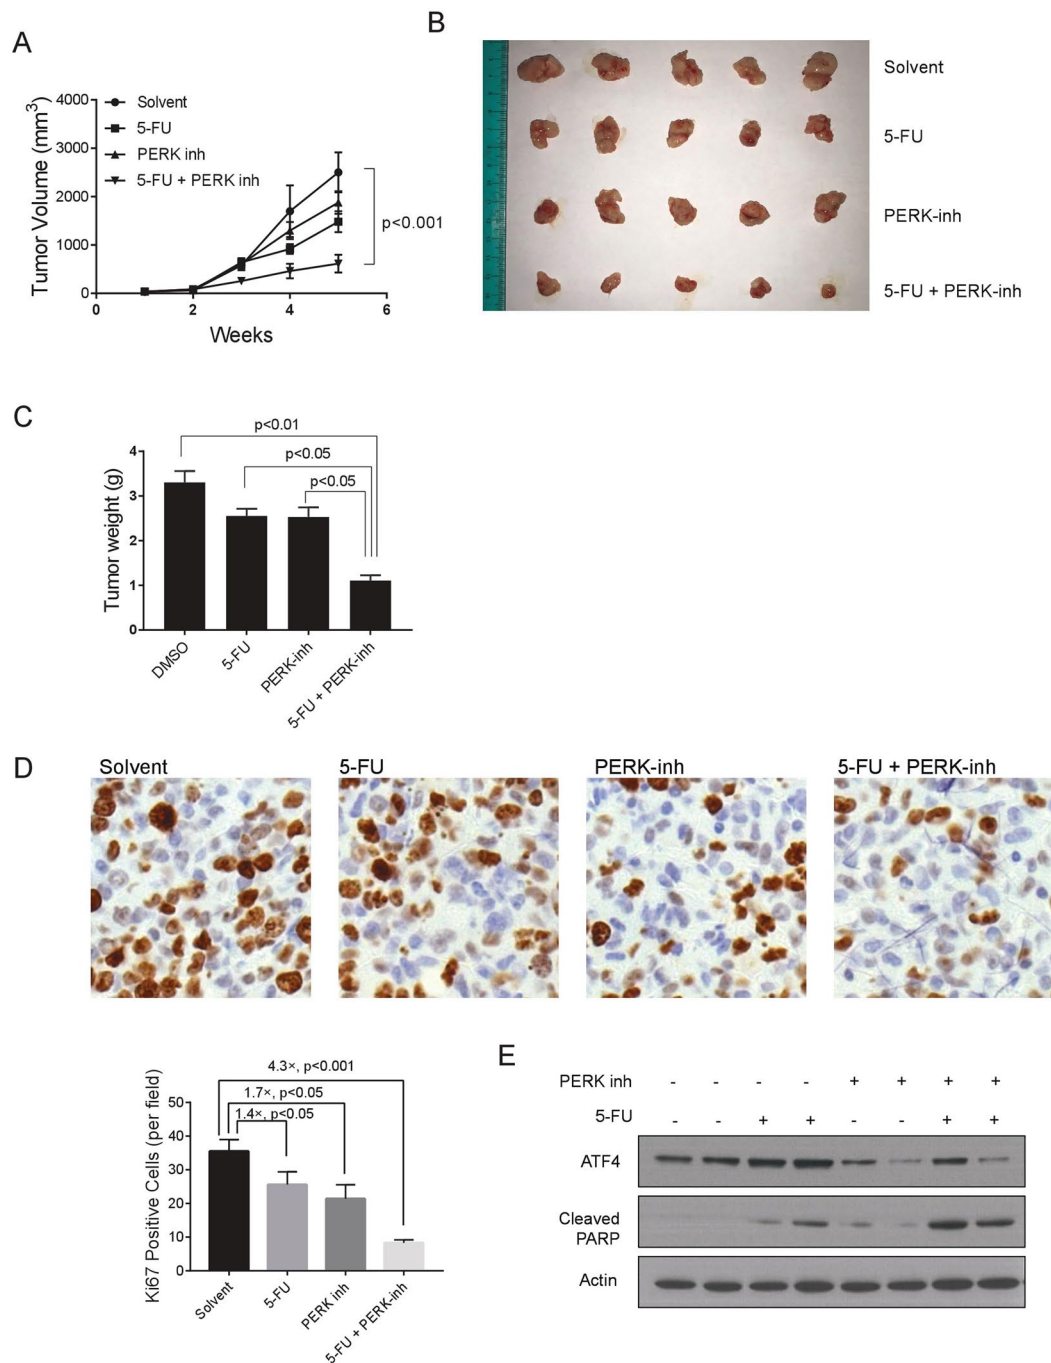 A
Tumor Volume (mm³)
4000
3000
2000
1000
0
Solvent
5-FU
PERK inh
5-FU + PERK inh
p<0.001
0
2
4
6
Weeks
B
Solvent
5-FU
PERK-inh
5-FU + PERK-inh
C
p<0.01
p<0.05
p<0.05
Tumor weight (g)
4
3
2
1
0
DMSO
5-FU
PERK-inh
5-FU + PERK-inh
D
Solvent
5-FU
PERK-inh
5-FU + PERK-inh
4.3×, p<0.001
1.7×, p<0.05
1.4×, p<0.05
Ki67 Positive Cells (per field)
50
40
30
20
10
0
Solvent
5-FU
PERK inh
5-FU + PERK-inh
E
PERK inh - - - - + + + +
5-FU - - + + - - + +
ATF4
Cleaved
PARP
Actin